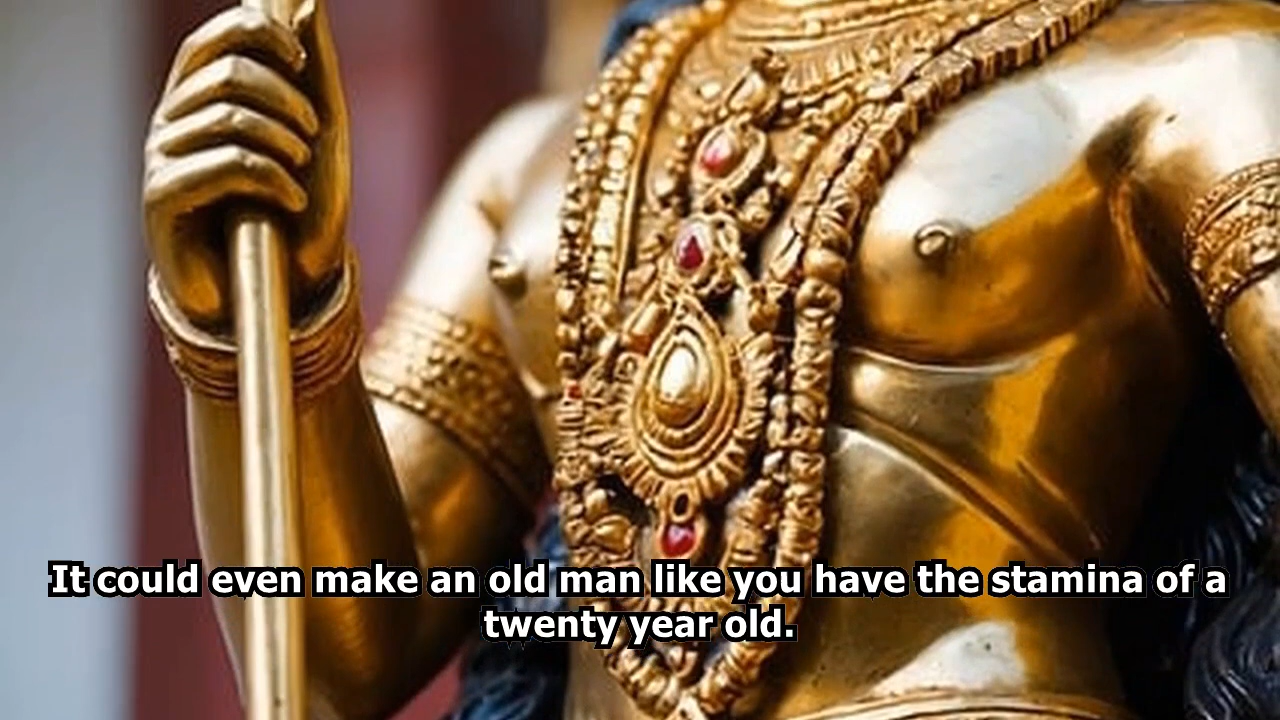 It could even make an old man like you have the stamina of a
twenty year old.